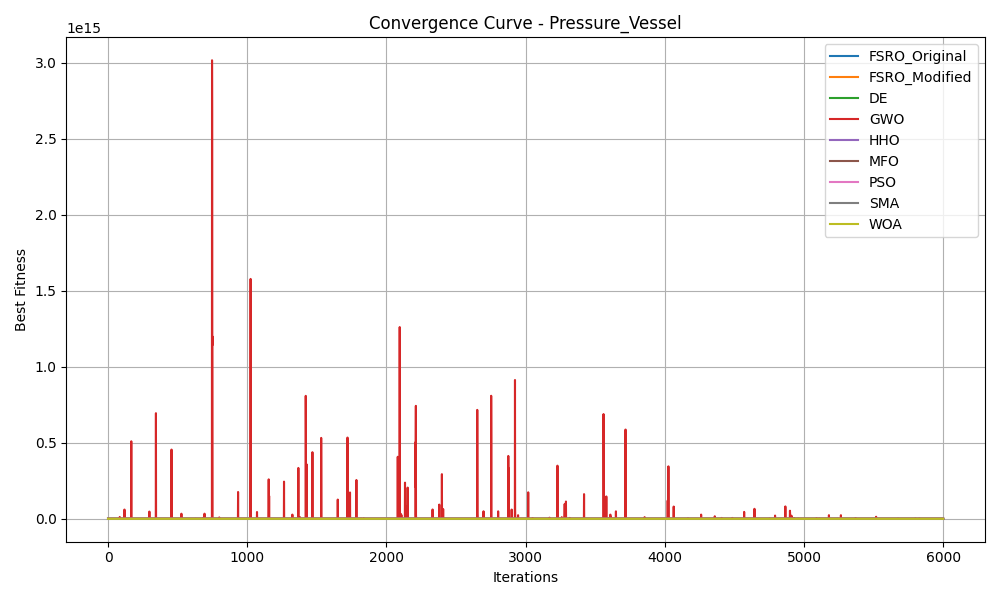 Convergence Curve - Pressure_Vessel
1e15
FSRO_Original
FSRO_Modified
DE
GWO
HHO
MFO
PSO
SMA
WOA
3.0
2.5
2.0
1.5
1.0
0.5
0.0
Best Fitness
0 1000 2000 3000 4000 5000 6000
Iterations